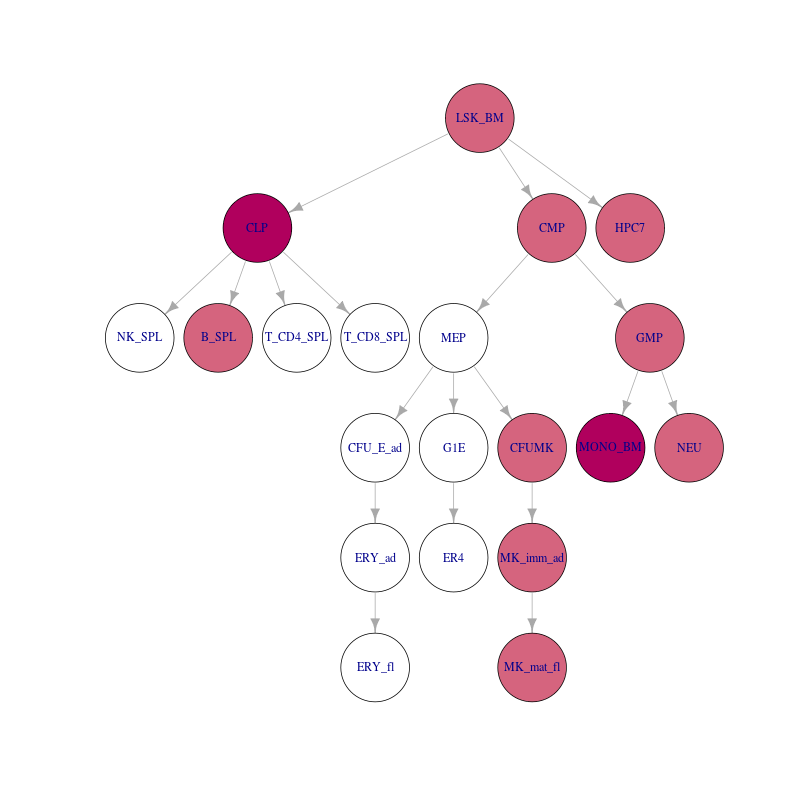 LSK_BM
CLP
CMP
HPC7
NK_SPL
B_SPL
T_CD4_SPL
T_CD8_SPL
MEP
GMP
CFU_E_ad
G1E
CFUMK
MONO_BM
NEU
ERY_ad
ER4
MK_imm_ad
ERY_fl
MK_mat_fl